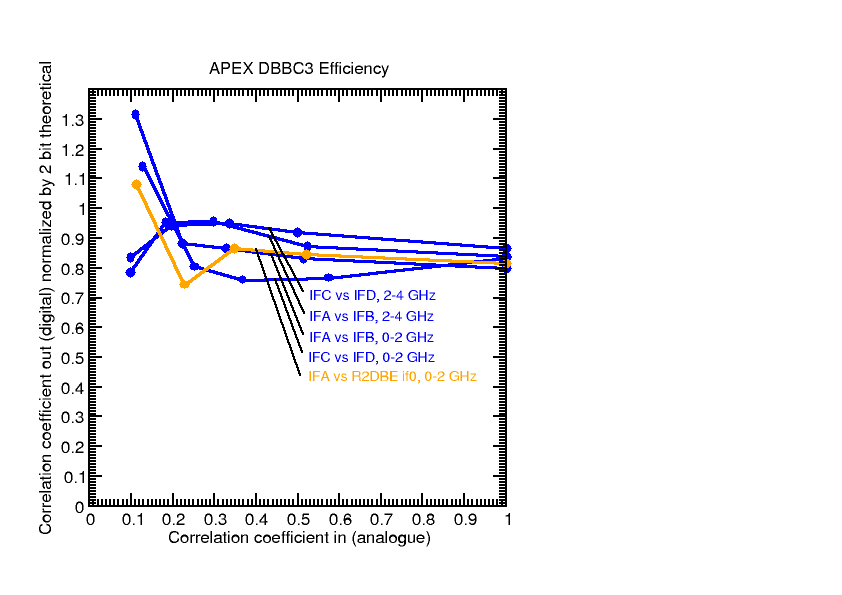 APEX DBBC3 Efficiency
Correlation coefficient out (digital) normalized by 2 bit theoretical
1.3
1.2
1.1
1
0.9
0.8
0.7
0.6
0.5
0.4
0.3
0.2
0.1
0
IFC vs IFD, 2-4 GHz
IFA vs IFB, 2-4 GHz
IFA vs IFB, 0-2 GHz
IFC vs IFD, 0-2 GHz
IFA vs R2DBE if0, 0-2 GHz
0 0.1 0.2 0.3 0.4 0.5 0.6 0.7 0.8 0.9 1
Correlation coefficient in (analogue)